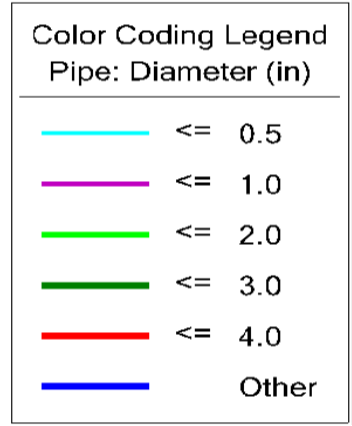 Color Coding Legend
Pipe: Diameter (in)
<= 0.5
<= 1.0
<= 2.0
<= 3.0
<= 4.0
Other